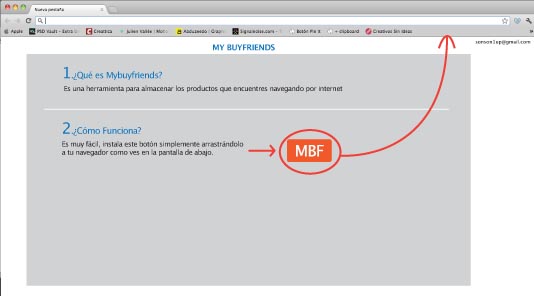 Nueva pestaña
Apple
PSD Vault - Extra
Creattica
Julien Vallée : Mont
Abduzeedo | Graph
Signalnoise.com -
Botón Pin It
+ clipboard
Creativos Sin Ideas
MY BUYFRIENDS
sonson1up@gmail.com
1.¿Qué es Mybuyfriends?
Es una herramienta para almacenar los productos que encuentres navegando por internet
2.¿Cómo Funciona?
Es muy fácil, instala este botón simplemente arrastrándolo
a tu navegador como ves en la pantalla de abajo.
MBF